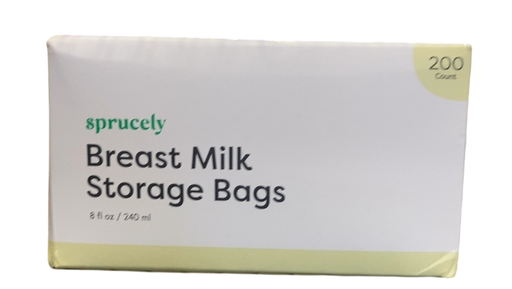 200
Count
sprucely
Breast Milk
Storage Bags
8 fl oz / 240 ml